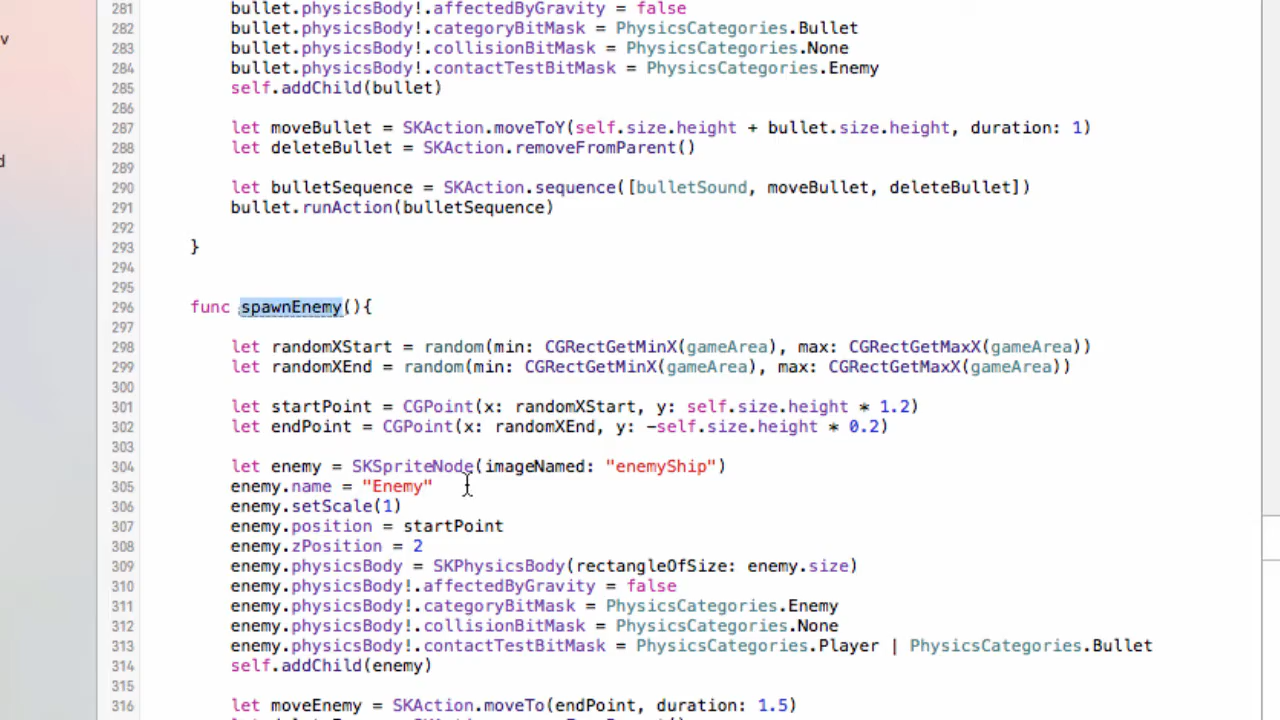 v
d
281 bullet.physicsBody!.affectedByGravity = false
282 bullet.physicsBody!.categoryBitMask = PhysicsCategories.Bullet
283 bullet.physicsBody!.collisionBitMask = PhysicsCategories.None
284 bullet.physicsBody!.contactTestBitMask = PhysicsCategories.Enemy
285 self.addChild(bullet)
286
287 let moveBullet = SKAction.moveToY(self.size.height + bullet.size.height, duration: 1)
288 let deleteBullet = SKAction.removeFromParent()
289
290 let bulletSequence = SKAction.sequence([bulletSound, moveBullet, deleteBullet])
291 bullet.runAction(bulletSequence)
292
293 }
294
295
296 func spawnEnemy(){
297
298 let randomXStart = random(min: CGRectGetMinX(gameArea), max: CGRectGetMaxX(gameArea))
299 let randomXEnd = random(min: CGRectGetMinX(gameArea), max: CGRectGetMaxX(gameArea))
300
301 let startPoint = CGPoint(x: randomXStart, y: self.size.height * 1.2)
302 let endPoint = CGPoint(x: randomXEnd, y: -self.size.height * 0.2)
303
304 let enemy = SKSpriteNode(imageNamed: "enemyShip")
305 enemy.name = "Enemy"
306 enemy.setScale(1)
307 enemy.position = startPoint
308 enemy.zPosition = 2
309 enemy.physicsBody = SKPhysicsBody(rectangleOfSize: enemy.size)
310 enemy.physicsBody!.affectedByGravity = false
311 enemy.physicsBody!.categoryBitMask = PhysicsCategories.Enemy
312 enemy.physicsBody!.collisionBitMask = PhysicsCategories.None
313 enemy.physicsBody!.contactTestBitMask = PhysicsCategories.Player | PhysicsCategories.Bullet
314 self.addChild(enemy)
315
316 let moveEnemy = SKAction.moveTo(endPoint, duration: 1.5)